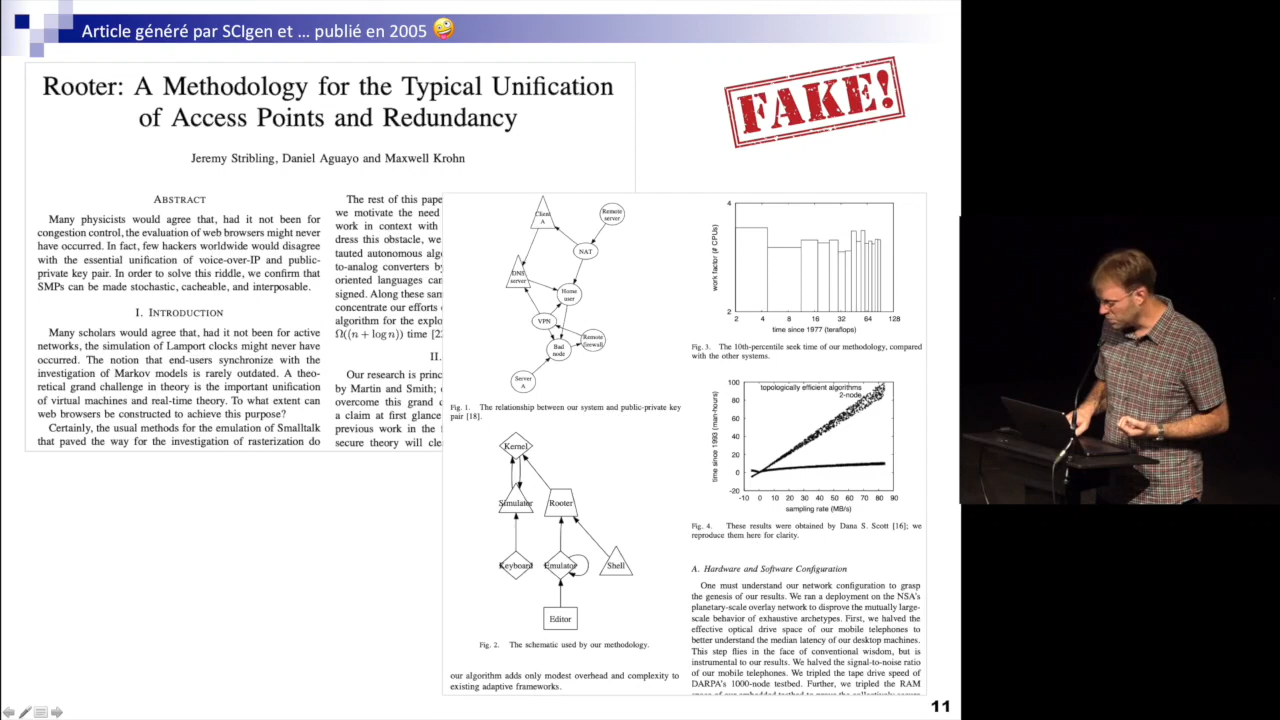 Article généré par SCIgen et ... publié en 2005 🤪
Rooter: A Methodology for the Typical Unification
of Access Points and Redundancy
Jeremy Stribling, Daniel Aguayo and Maxwell Krohn
FAKE!
ABSTRACT
Many physicists would agree that, had it not been for
congestion control, the evaluation of web browsers might never
have occurred. In fact, few hackers worldwide would disagree
with the essential unification of voice-over-IP and public-
private key pair. In order to solve this riddle, we confirm that
SMPs can be made stochastic, cacheable, and interposable.
I. INTRODUCTION
Many scholars would agree that, had it not been for active
networks, the simulation of Lamport clocks might never have
occurred. The notion that end-users synchronize with the
investigation of Markov models is rarely outdated. A theo-
retical grand challenge in theory is the important unification
of virtual machines and real-time theory. To what extent can
web browsers be constructed to achieve this purpose?
Certainly, the usual methods for the emulation of Smalltalk
that paved the way for the investigation of rasterization do
The rest of this pape
we motivate the need
work in context with
dress this obstacle, we
tauted autonomous algo
to-analog converters by
oriented languages can
signed. Along these sam
concentrate our efforts o
algorithm for the explo
Ω((n + log n)) time [22
II.
Our research is princ
by Martin and Smith;
overcome this grand c
a claim at first glance
previous work in the f
secure theory will cle
Client
A
Remote
server
NAT
DNS
server
Home
user
VPN
Remote
firewall
Bad
node
Server
A
Fig. 1. The relationship between our system and public-private key
pair [18].
Kernel
Simulator
Rooter
Keyboard
Emulator
Shell
Editor
Fig. 2. The schematic used by our methodology.
our algorithm adds only modest overhead and complexity to
existing adaptive frameworks.
4
work factor (# CPUs)
2
2 4 8 16 32 64 128
time since 1977 (teraflops)
Fig. 3. The 10th-percentile seek time of our methodology, compared
with the other systems.
100
topologically efficient algorithms
2-node
80
60
40
20
0
-20
time since 1993 (man-hours)
-10 0 10 20 30 40 50 60 70 80 90
sampling rate (MB/s)
Fig. 4. These results were obtained by Dana S. Scott [16]; we
reproduce them here for clarity.
A. Hardware and Software Configuration
One must understand our network configuration to grasp
the genesis of our results. We ran a deployment on the NSA's
planetary-scale overlay network to disprove the mutually large-
scale behavior of exhaustive archetypes. First, we halved the
effective optical drive space of our mobile telephones to
better understand the median latency of our desktop machines.
This step flies in the face of conventional wisdom, but is
instrumental to our results. We halved the signal-to-noise ratio
of our mobile telephones. We tripled the tape drive speed of
DARPA's 1000-node testbed. Further, we tripled the RAM
11